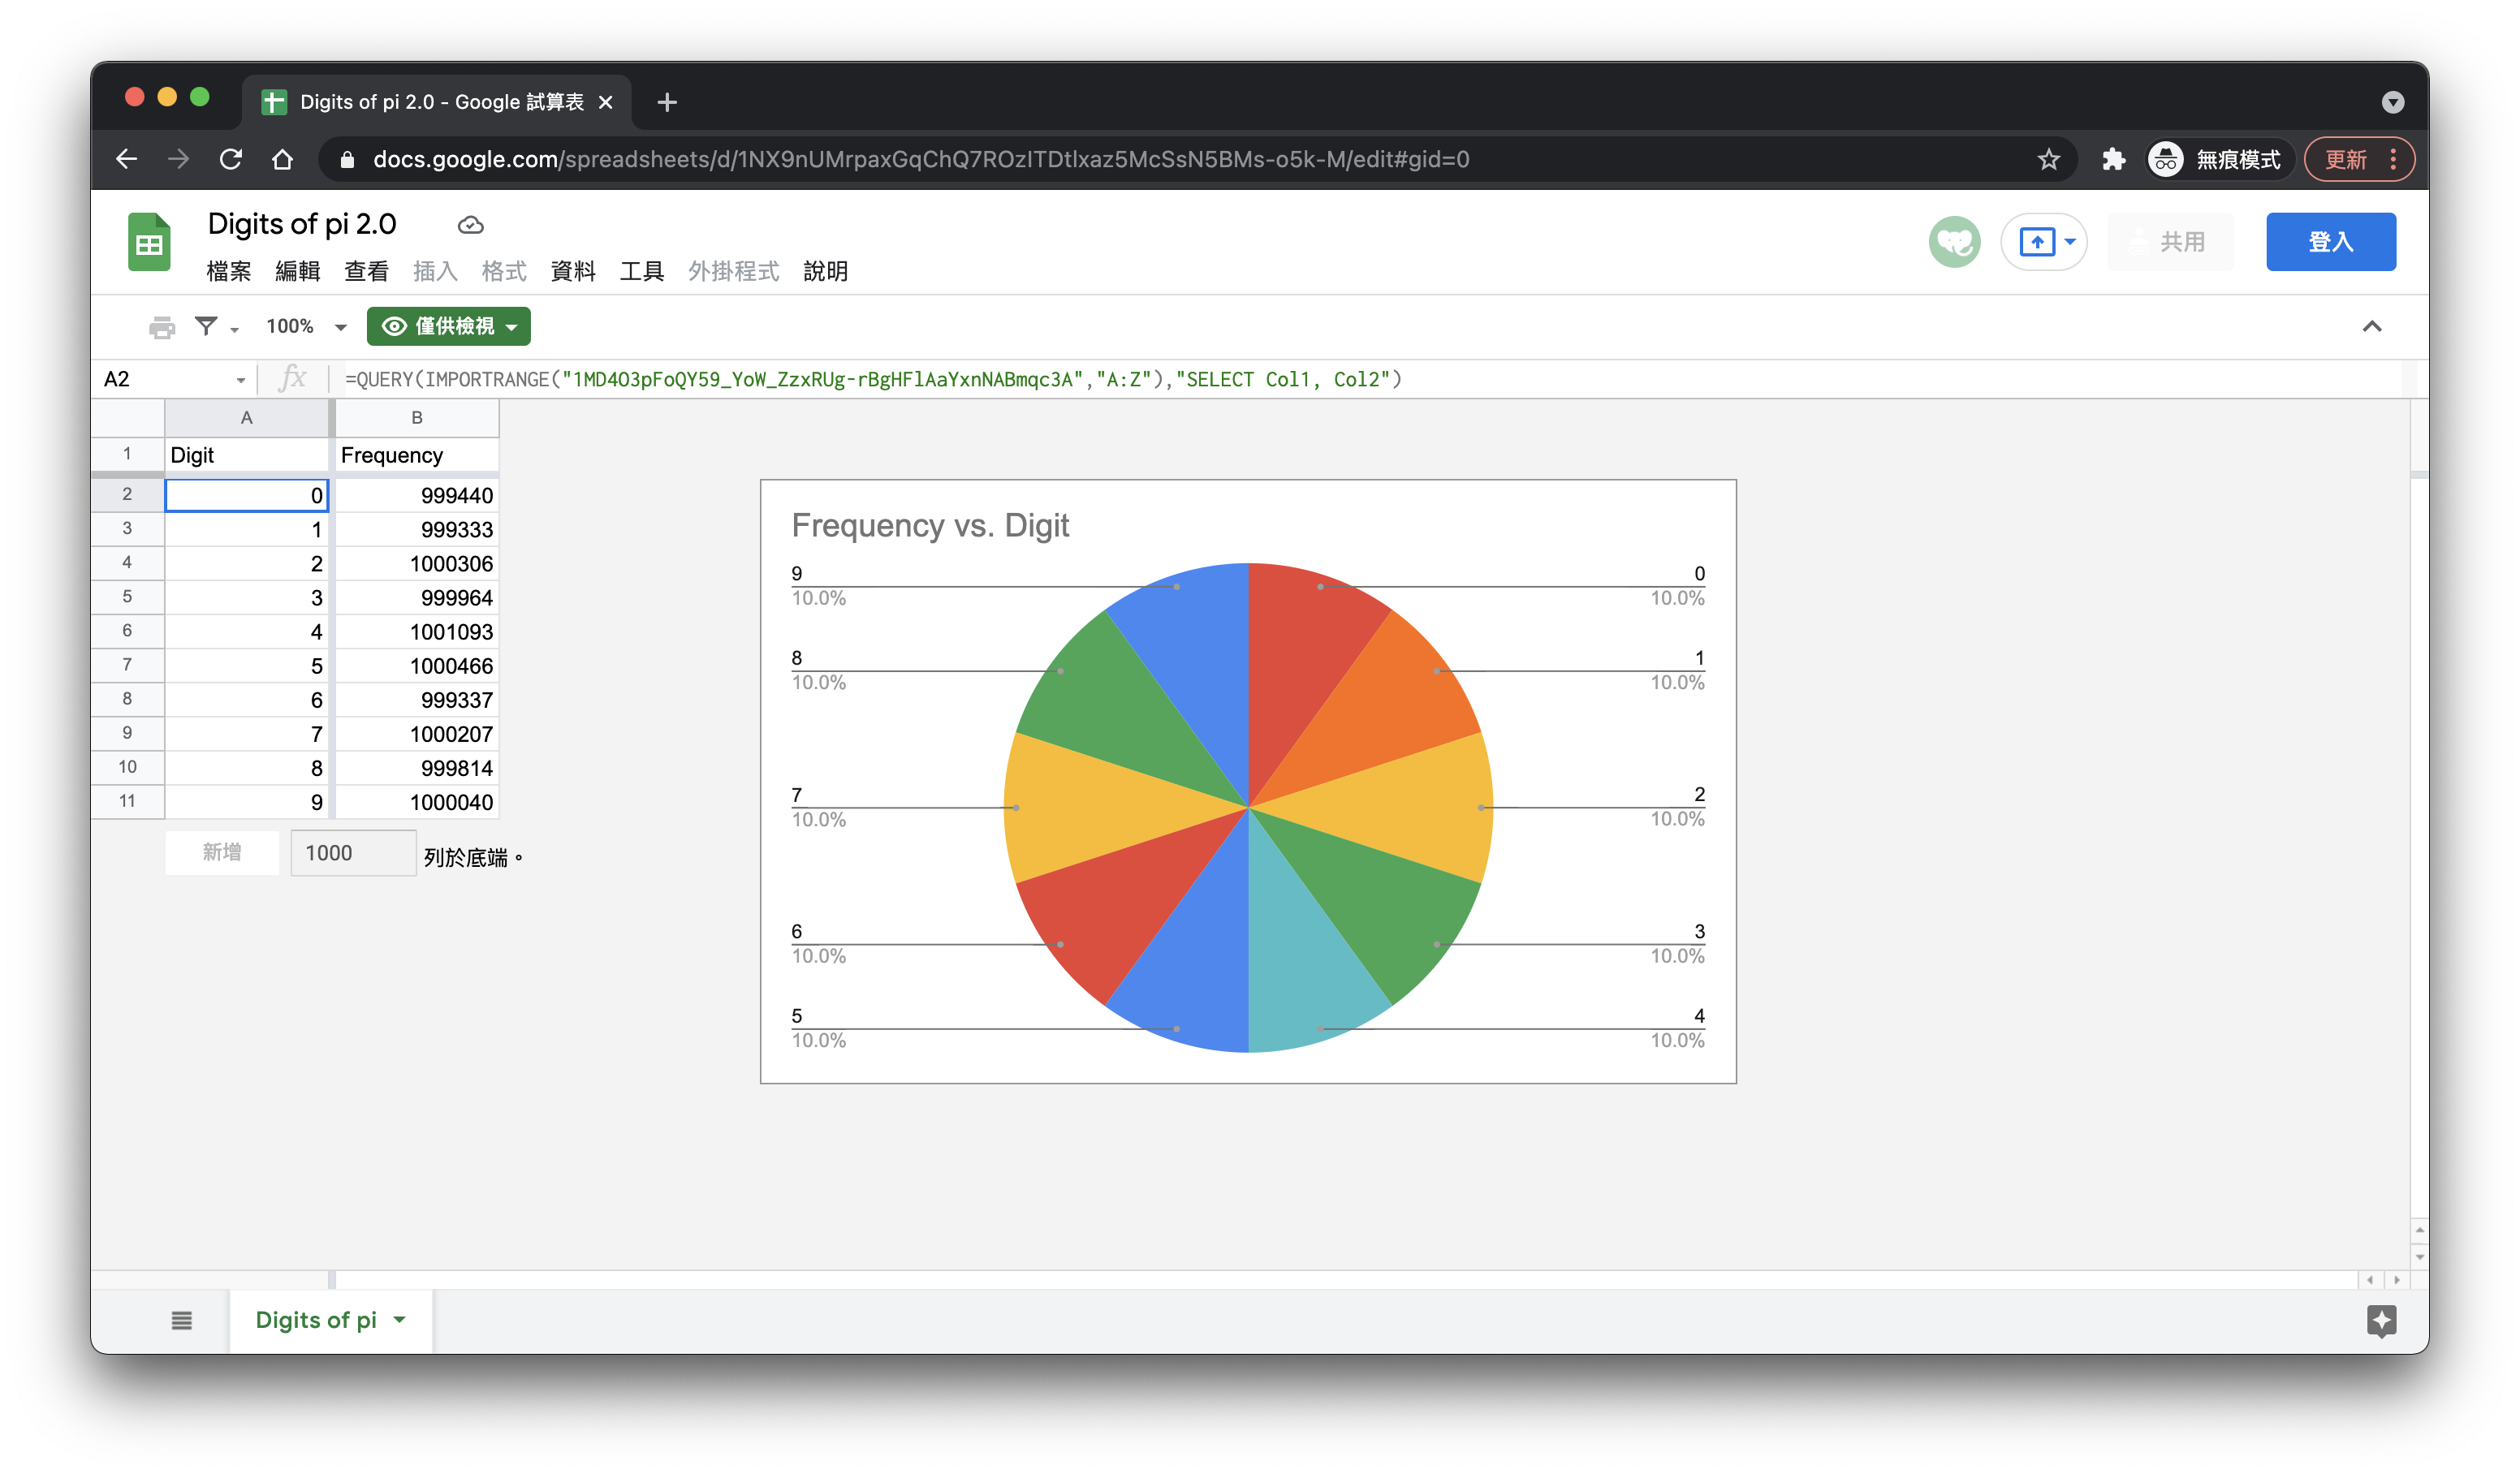 Digits of pi 2.0 - Google 試算表
docs.google.com/spreadsheets/d/1NX9nUMrpaxGqChQ7ROzITDtlxaz5McSsN5BMs-o5k-M/edit#gid=0
無痕模式
更新
Digits of pi 2.0
檔案 編輯 查看 插入 格式 資料 工具 外掛程式 說明
共用
登入
100%
僅供檢視
A2
fx
=QUERY(IMPORTRANGE("1MD4O3pFoQY59_YoW_ZzxRUg-rBgHFlAaYxnNABmqc3A","A:Z"),"SELECT Col1, Col2")
A B
1 Digit Frequency
2 0 999440
3 1 999333
4 2 1000306
5 3 999964
6 4 1001093
7 5 1000466
8 6 999337
9 7 1000207
10 8 999814
11 9 1000040
新增 1000 列於底端。
Frequency vs. Digit
9
10.0%
8
10.0%
7
10.0%
6
10.0%
5
10.0%
0
10.0%
1
10.0%
2
10.0%
3
10.0%
4
10.0%
Digits of pi